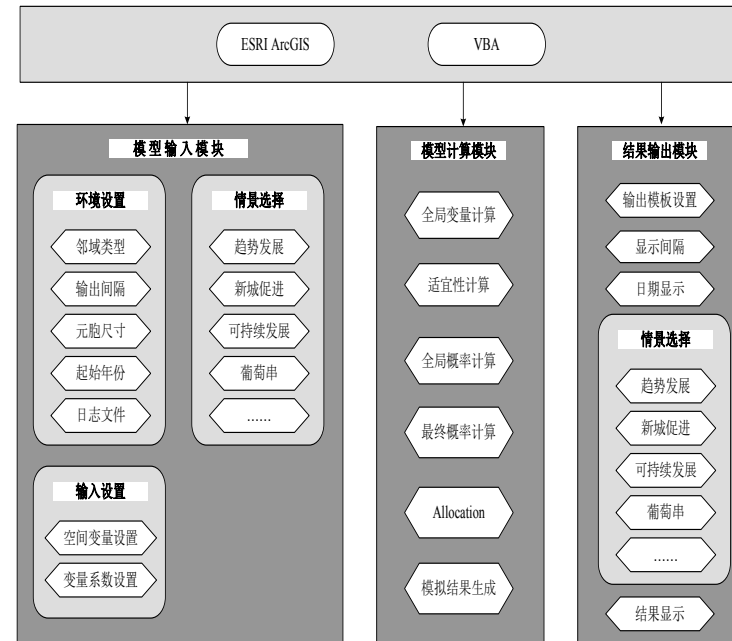 ESRI ArcGIS
VBA
模型输入模块
环境设置
邻域类型
输出间隔
元胞尺寸
起始年份
日志文件
情景选择
趋势发展
新城促进
可持续发展
葡萄串
......
输入设置
空间变量设置
变量系数设置
模型计算模块
全局变量计算
适宜性计算
全局概率计算
最终概率计算
Allocation
模拟结果生成
结果输出模块
输出模板设置
显示间隔
日期显示
情景选择
趋势发展
新城促进
可持续发展
葡萄串
......
结果显示